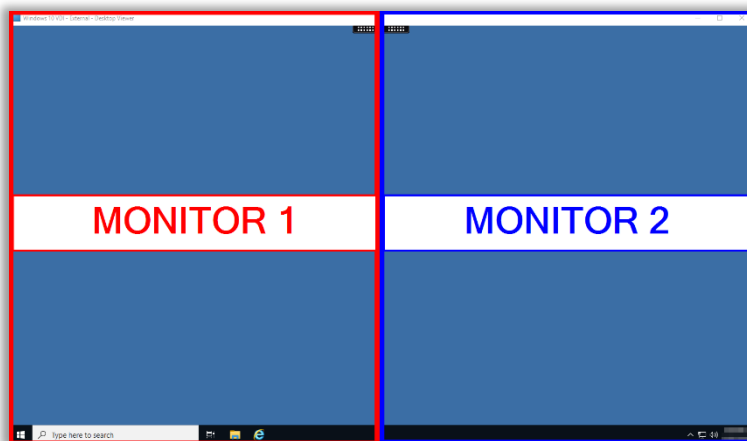 Windows 10 VDI - External - Desktop Viewer
MONITOR 1
MONITOR 2
Type here to search